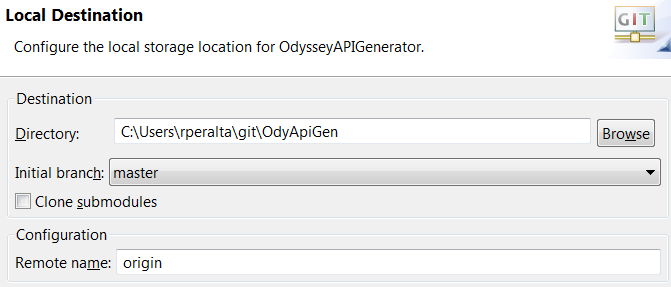 Local Destination
GIT
Configure the local storage location for OdysseyAPIGenerator.
Destination
Directory: C:\Users\rperalta\git\OdyApiGen Browse
Initial branch: master
Clone submodules
Configuration
Remote name: origin